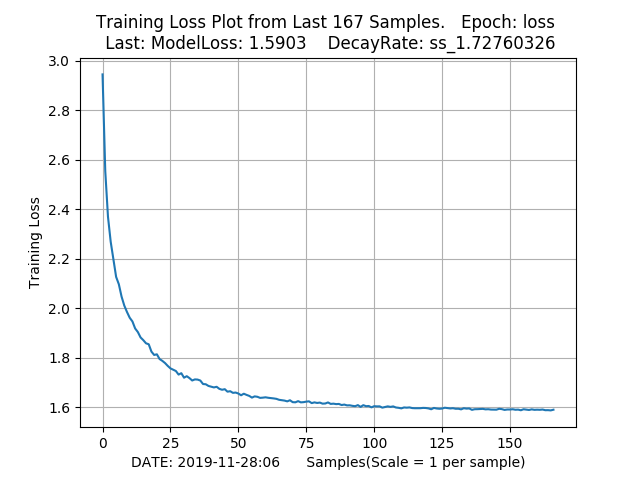 Training Loss Plot from Last 167 Samples.   Epoch: loss
Last: ModelLoss: 1.5903    DecayRate: ss_1.72760326
3.0
2.8
2.6
2.4
2.2
2.0
1.8
1.6
Training Loss
0 25 50 75 100 125 150
DATE: 2019-11-28:06      Samples(Scale = 1 per sample)